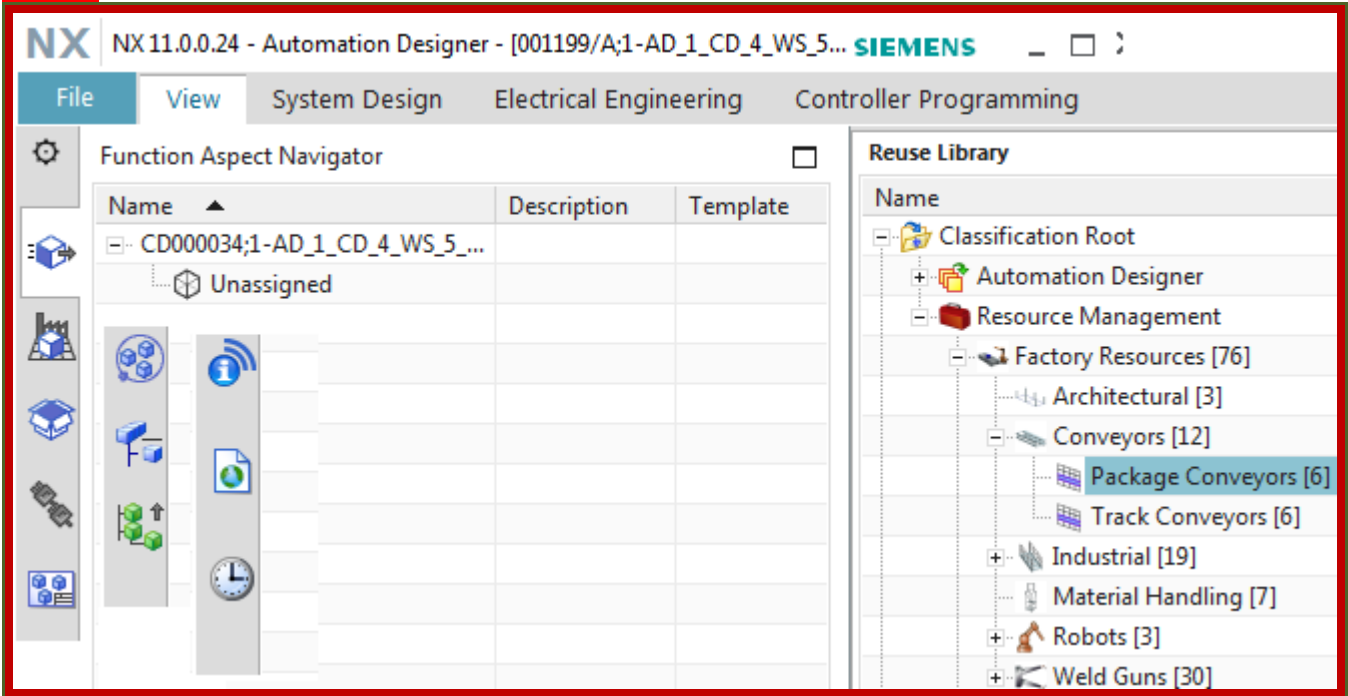 NX NX 11.0.0.24 - Automation Designer - [001199/A;1-AD_1_CD_4_WS_5... SIEMENS
File View System Design Electrical Engineering Controller Programming
Function Aspect Navigator
Name Description Template
CD000034;1-AD_1_CD_4_WS_5_...
Unassigned
Reuse Library
Name
Classification Root
Automation Designer
Resource Management
Factory Resources [76]
Architectural [3]
Conveyors [12]
Package Conveyors [6]
Track Conveyors [6]
Industrial [19]
Material Handling [7]
Robots [3]
Weld Guns [30]